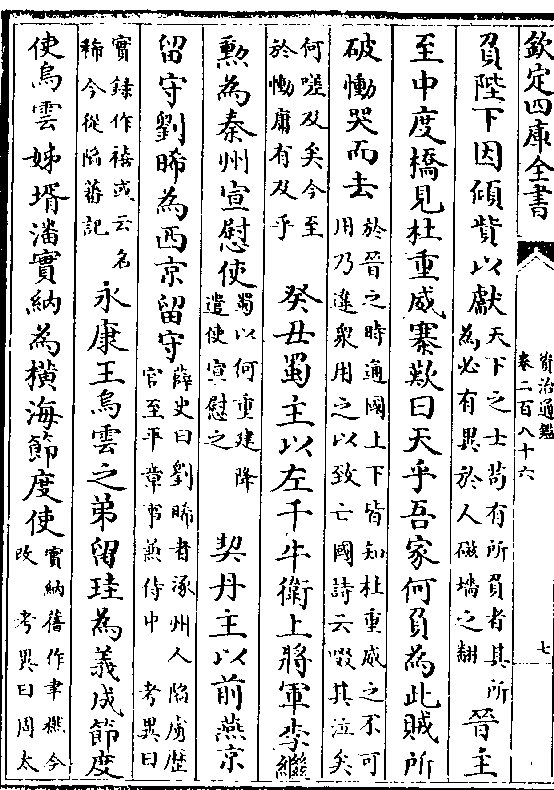 欽定四庫全書
資治通鑑
卷二百八十六
七
負陛下因傾貲以獻
天下之士苟有所負者其所
為必有異於人磁墻之翻
晉主
至中度橋見杜重威寨歎曰天乎吾家何負為此賊所
破慟哭而去
於晉之時通國上下皆知杜重威之不可
用乃違衆用之以致亡國詩云啜其泣矣
何嗟及矣今至
於慟庸有及乎
癸丑蜀主以左千牛衛上將軍李繼
勲為秦州宣慰使
蜀以何重建降
遣使宣慰之
契丹主以前燕京
留守劉晞為西京留守
薛史曰劉晞者涿州人陷虜歴
官至平章事兼侍中　考異曰
實錄作禧或云名
稀今從陷蕃記
永康王烏雲之弟留珪為義成節度
使烏雲姊壻潘實納為橫海節度使
實納舊作聿撚今
改　考異曰周太